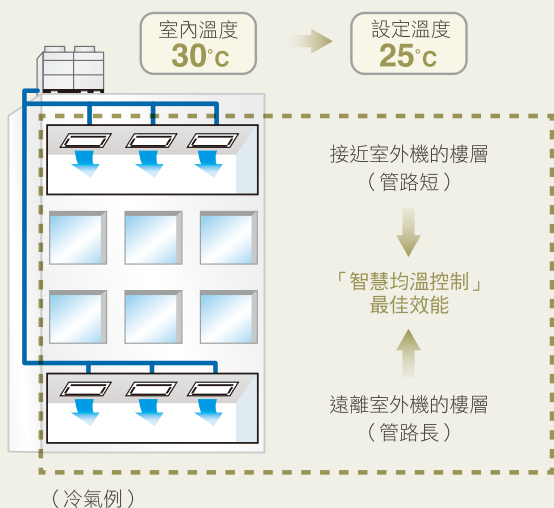 室內溫度
30°C
設定溫度
25°C
接近室外機的樓層
（管路短）
「智慧均溫控制」
最佳效能
遠離室外機的樓層
（管路長）
（冷氣例）